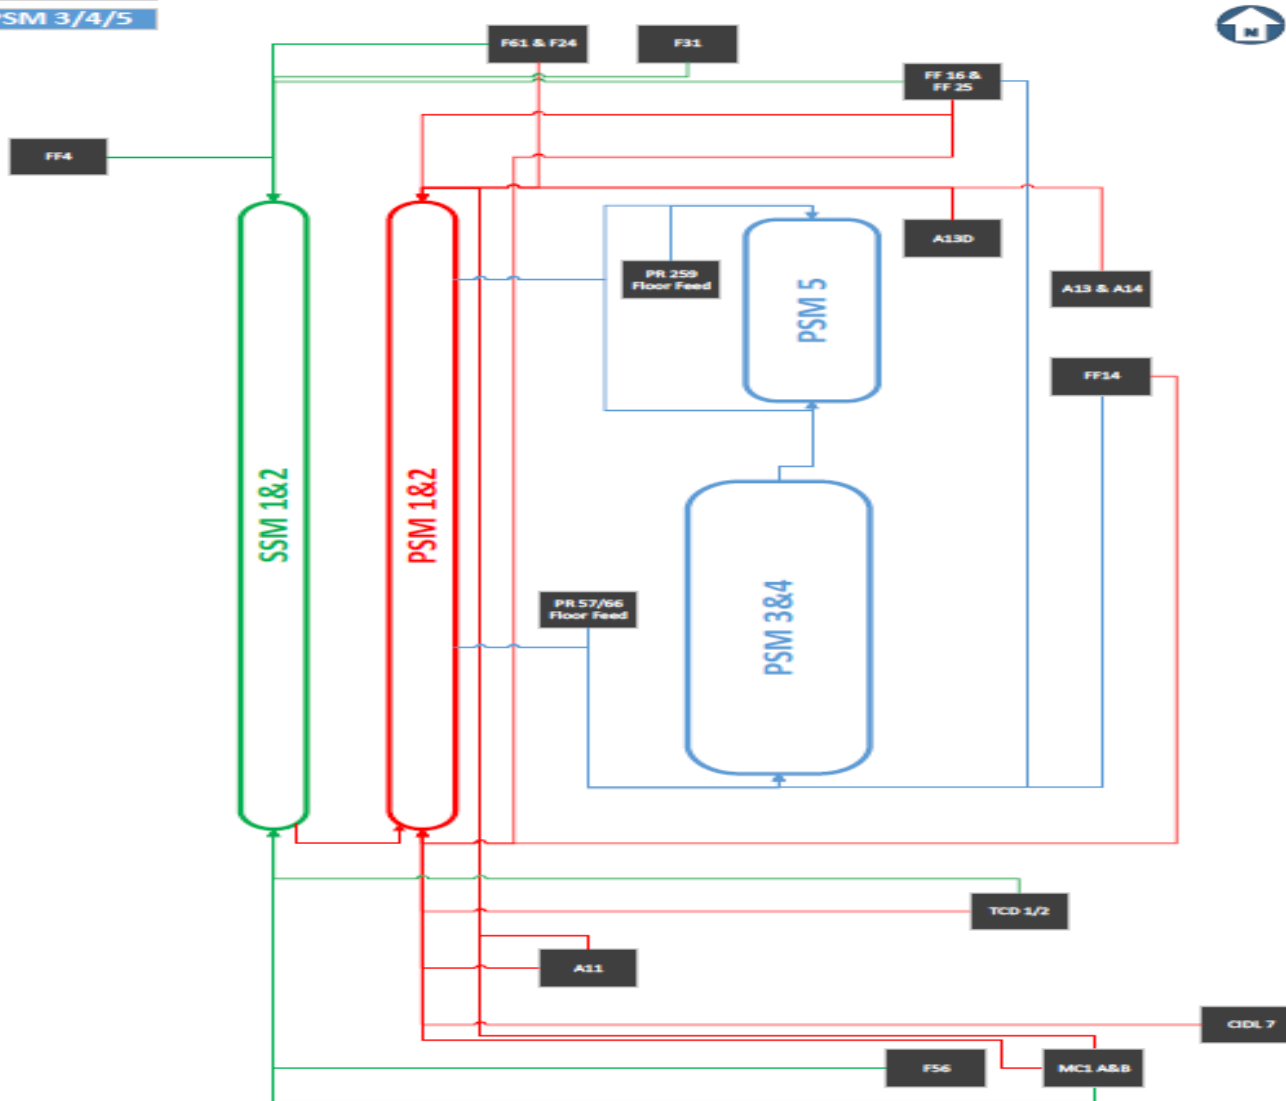 PSM 3/4/5
N
F61 & F24
F31
FF 16 &
FF 25
FF4
A13D
PR 259
Floor Feed
PSM 5
A13 & A14
FF14
SSM 1&2
PSM 1&2
PR 57/66
Floor Feed
PSM 3&4
TCD 1/2
A11
CIDL 7
F56
MC1 A&B